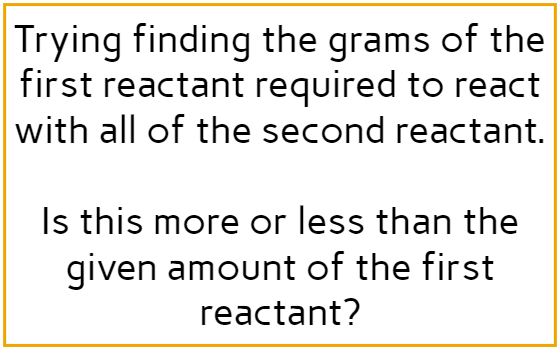 Trying finding the grams of the
first reactant required to react
with all of the second reactant.
Is this more or less than the
given amount of the first
reactant?